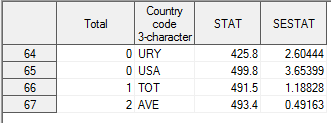 Total Country code 3-character STAT SESTAT
64 0 URY 425.8 2.60444
65 0 USA 499.8 3.65399
66 1 TOT 491.5 1.18828
67 2 AVE 493.4 0.49163